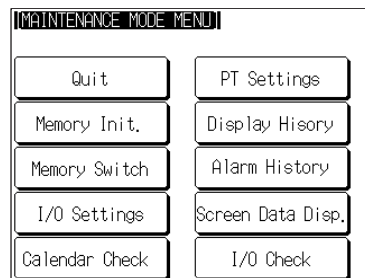 [MAINTENANCE MODE MENU]
Quit
PT Settings
Memory Init.
Display Hisory
Memory Switch
Alarm History
I/O Settings
Screen Data Disp.
Calendar Check
I/O Check